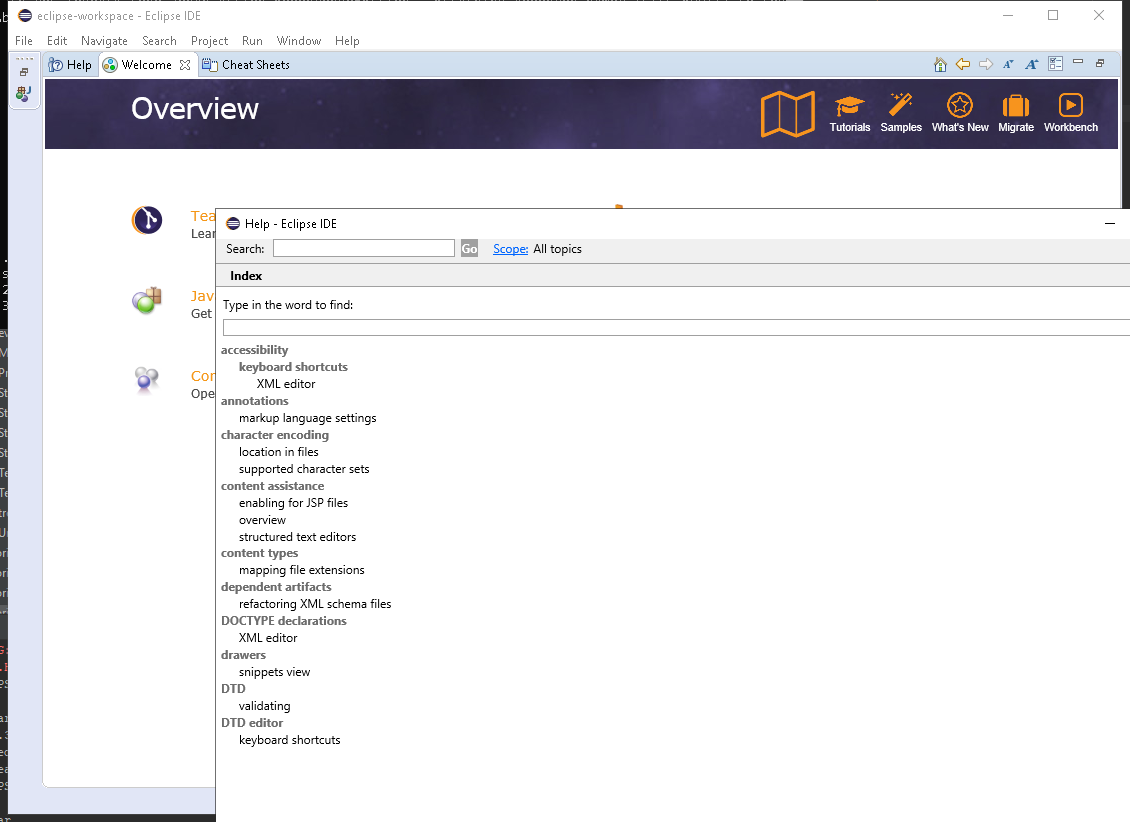 eclipse-workspace - Eclipse IDE
File Edit Navigate Search Project Run Window Help
Help Welcome Cheat Sheets
Overview
Tutorials Samples What's New Migrate Workbench
Tea
Lear
Jav
Get
Cor
Ope
Help - Eclipse IDE
Search: Go Scope: All topics
Index
Type in the word to find:
accessibility
keyboard shortcuts
XML editor
annotations
markup language settings
character encoding
location in files
supported character sets
content assistance
enabling for JSP files
overview
structured text editors
content types
mapping file extensions
dependent artifacts
refactoring XML schema files
DOCTYPE declarations
XML editor
drawers
snippets view
DTD
validating
DTD editor
keyboard shortcuts